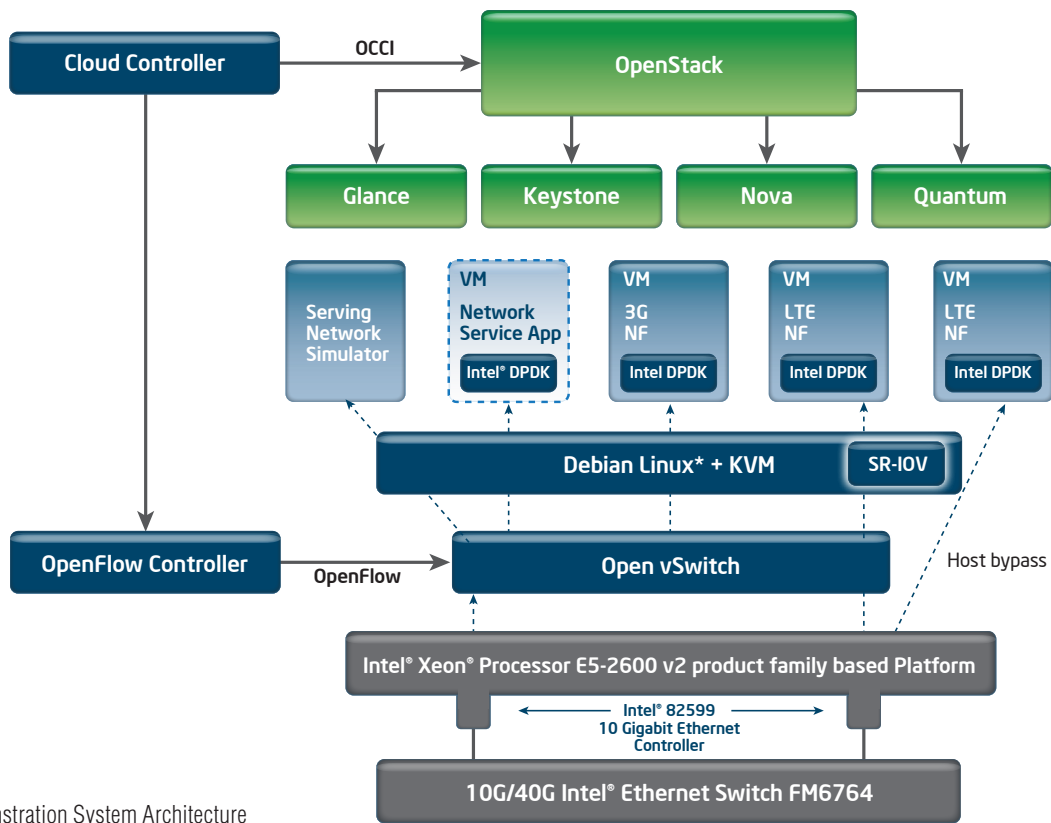 Cloud Controller
OCCI
OpenStack
Glance
Keystone
Nova
Quantum
Serving
Network
Simulator
VM
Network
Service App
Intel® DPDK
VM
3G
NF
Intel DPDK
VM
LTE
NF
Intel DPDK
VM
LTE
NF
Intel DPDK
Debian Linux* + KVM
SR-IOV
OpenFlow Controller
OpenFlow
Open vSwitch
Host bypass
Intel® Xeon® Processor E5-2600 v2 product family based Platform
Intel® 82599
10 Gigabit Ethernet
Controller
10G/40G Intel® Ethernet Switch FM6764
System Architecture